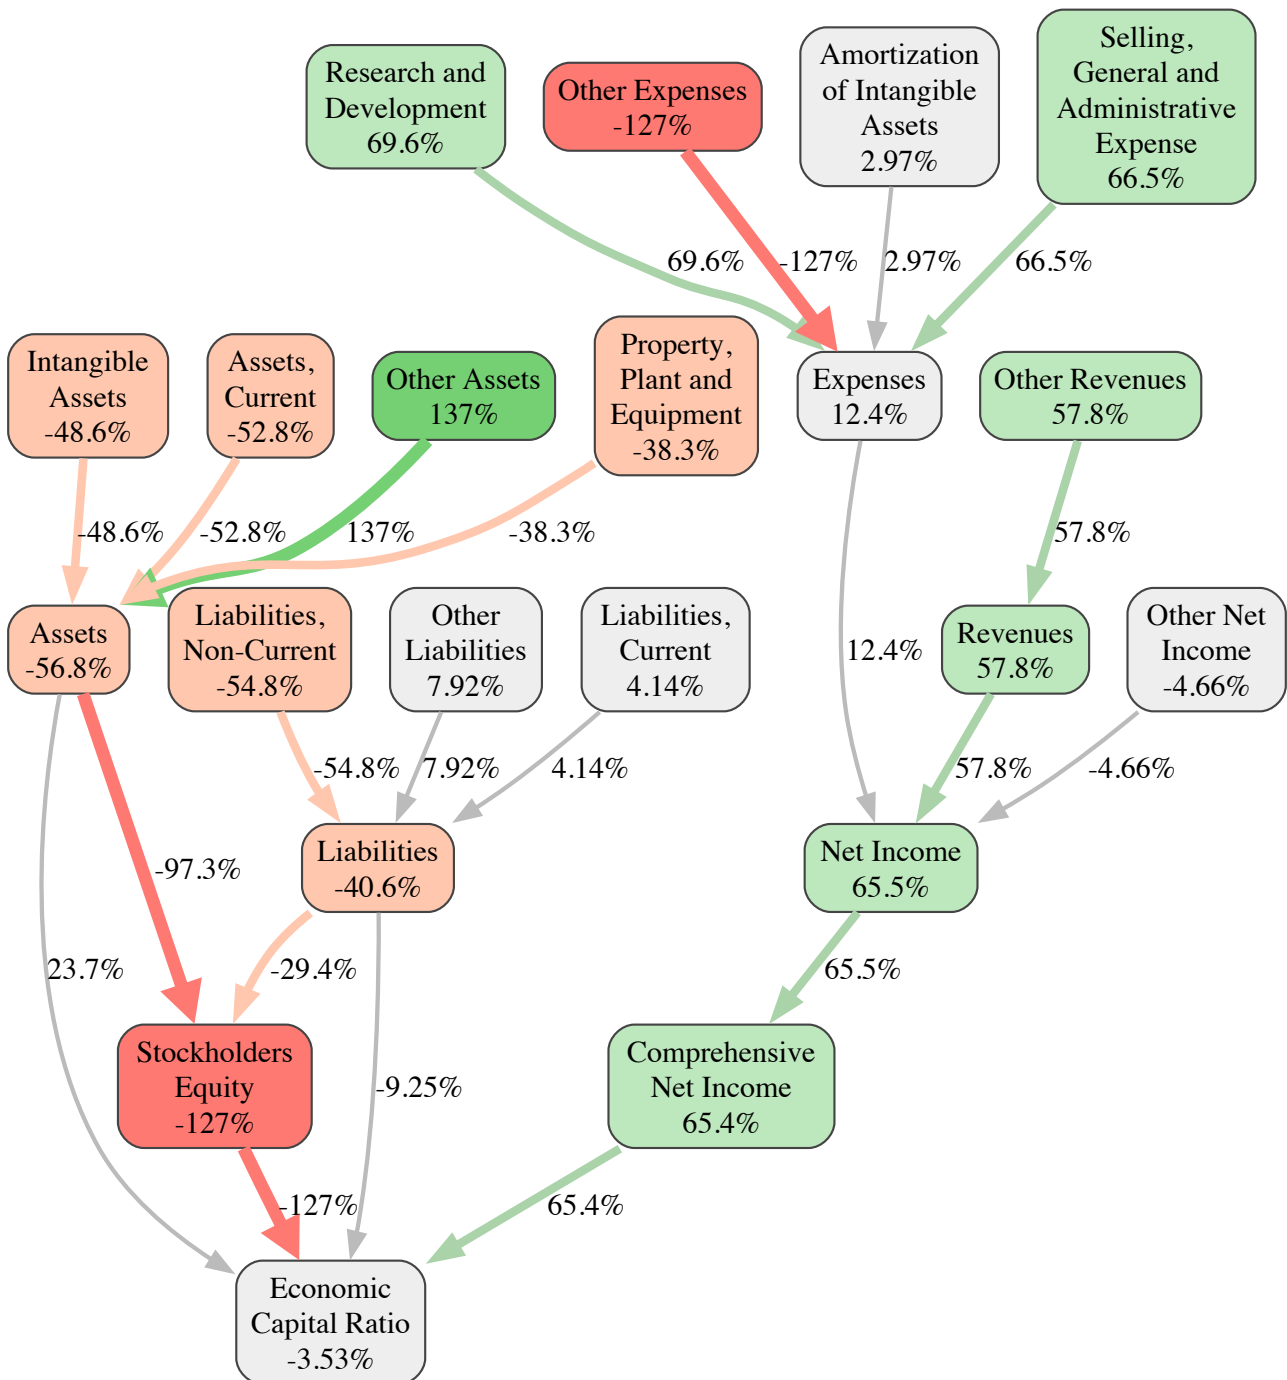 Research and
Development
69.6%
Other Expenses
-127%
Amortization
of Intangible
Assets
2.97%
Selling,
General and
Administrative
Expense
66.5%
69.6%
-127%
2.97%
66.5%
Intangible
Assets
-48.6%
Assets,
Current
-52.8%
Other Assets
137%
Property,
Plant and
Equipment
-38.3%
Expenses
12.4%
Other Revenues
57.8%
-48.6%
-52.8%
137%
-38.3%
57.8%
Assets
-56.8%
Liabilities,
Non-Current
-54.8%
Other
Liabilities
7.92%
Liabilities,
Current
4.14%
12.4%
Revenues
57.8%
Other Net
Income
-4.66%
-54.8%
7.92%
4.14%
57.8%
-4.66%
-97.3%
Liabilities
-40.6%
Net Income
65.5%
23.7%
-29.4%
65.5%
Stockholders
Equity
-127%
-9.25%
Comprehensive
Net Income
65.4%
-127%
65.4%
Economic
Capital Ratio
-3.53%